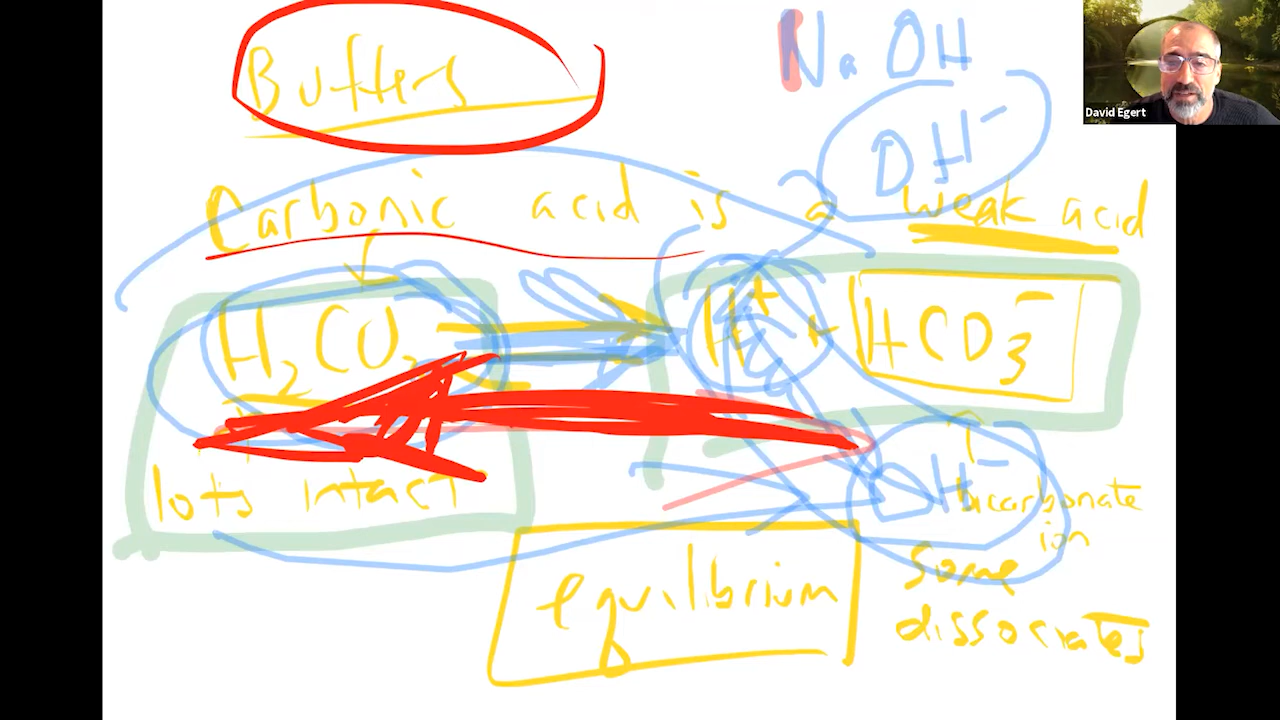 Buffers
NaOH
OH⁻
David Egert
Carbonic acid is a weak acid
H₂CO₃ H⁺ + HCO₃⁻
lots intact
OH⁻
bicarbonate
ion
equilibrium
some
dissociates